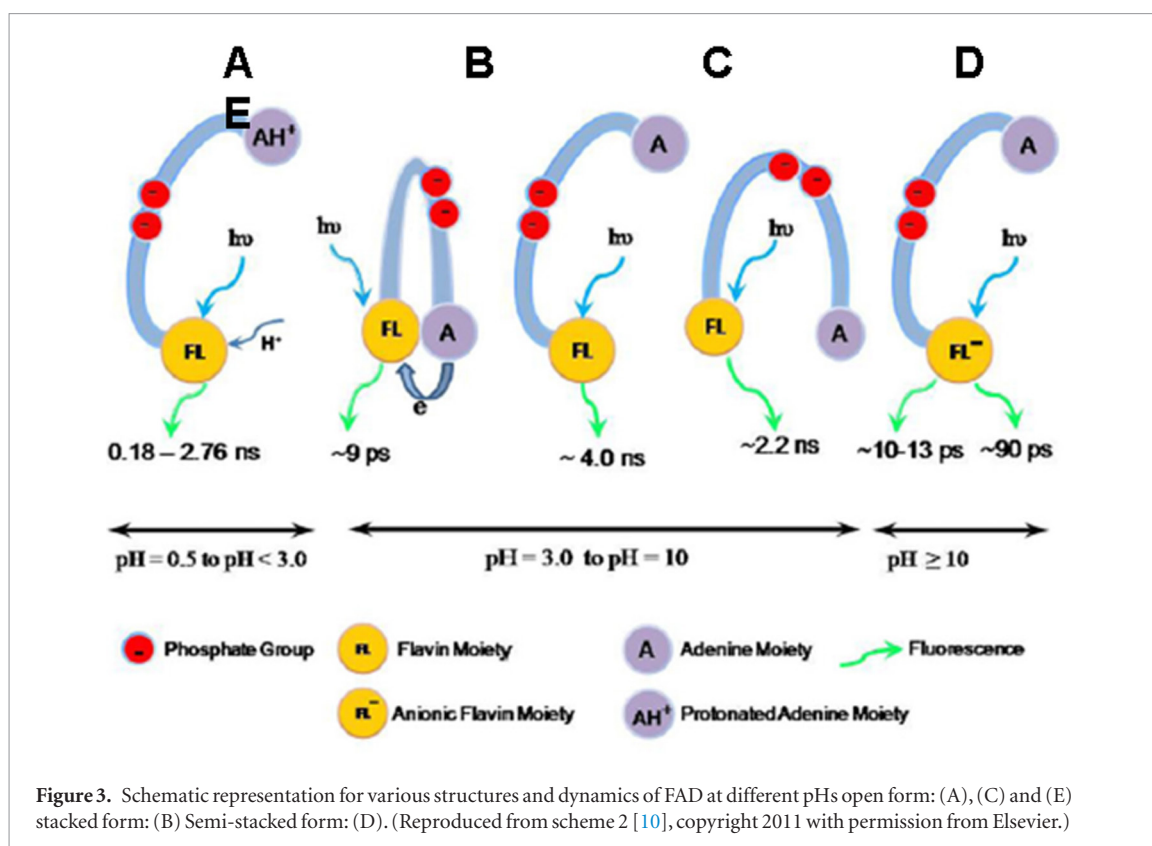 A B C D
E
AH⁺
A
A
A
hν
hν
hν
hν
hν
FL
H⁺
FL
A
FL
FL
FL⁻
e
0.18 – 2.76 ns
~9 ps
~ 4.0 ns
~2.2 ns
~10-13 ps
~90 ps
pH = 0.5 to pH < 3.0
pH = 3.0 to pH = 10
pH ≥ 10
- Phosphate Group
FL Flavin Moiety
A Adenine Moiety
Fluorescence
FL⁻ Anionic Flavin Moiety
AH⁺ Protonated Adenine Moiety
Figure 3. Schematic representation for various structures and dynamics of FAD at different pHs open form: (A), (C) and (E)
stacked form: (B) Semi-stacked form: (D). (Reproduced from scheme 2 [10], copyright 2011 with permission from Elsevier.)